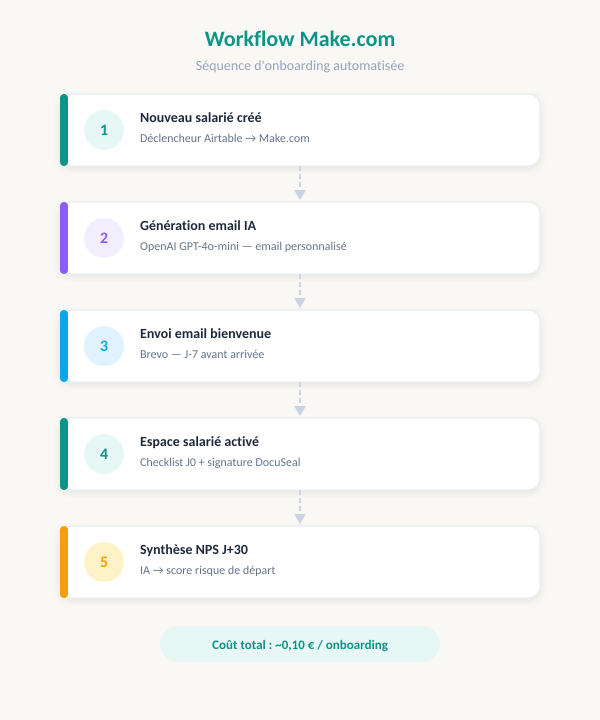 Workflow Make.com
Séquence d'onboarding automatisée
1
Nouveau salarié créé
Déclencheur Airtable → Make.com
2
Génération email IA
OpenAI GPT-4o-mini — email personnalisé
3
Envoi email bienvenue
Brevo — J-7 avant arrivée
4
Espace salarié activé
Checklist J0 + signature DocuSeal
5
Synthèse NPS J+30
IA → score risque de départ
Coût total : ~0,10 € / onboarding